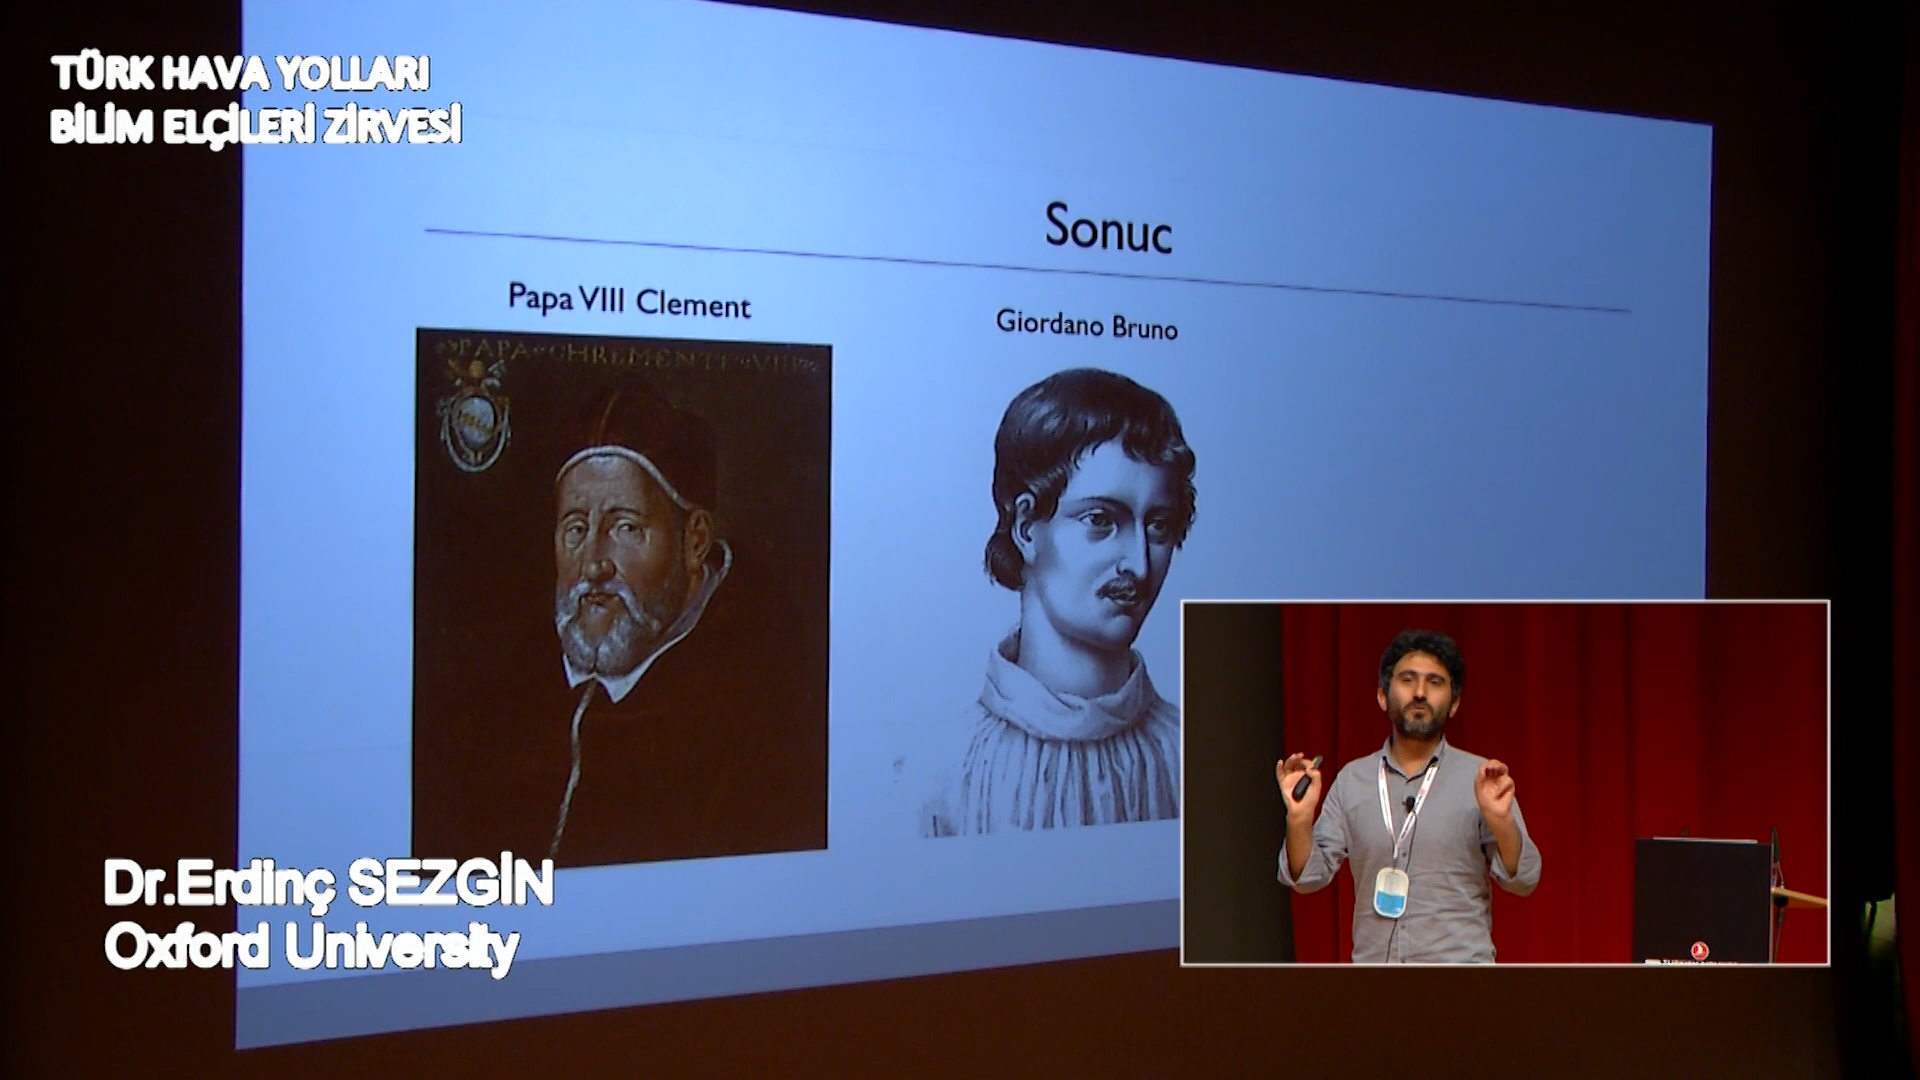 TÜRK HAVA YOLLARI
BİLİM ELÇİLERİ ZİRVESİ
Sonuc
Papa VIII Clement
Giordano Bruno
Dr.Erdinç SEZGİN
Oxford University